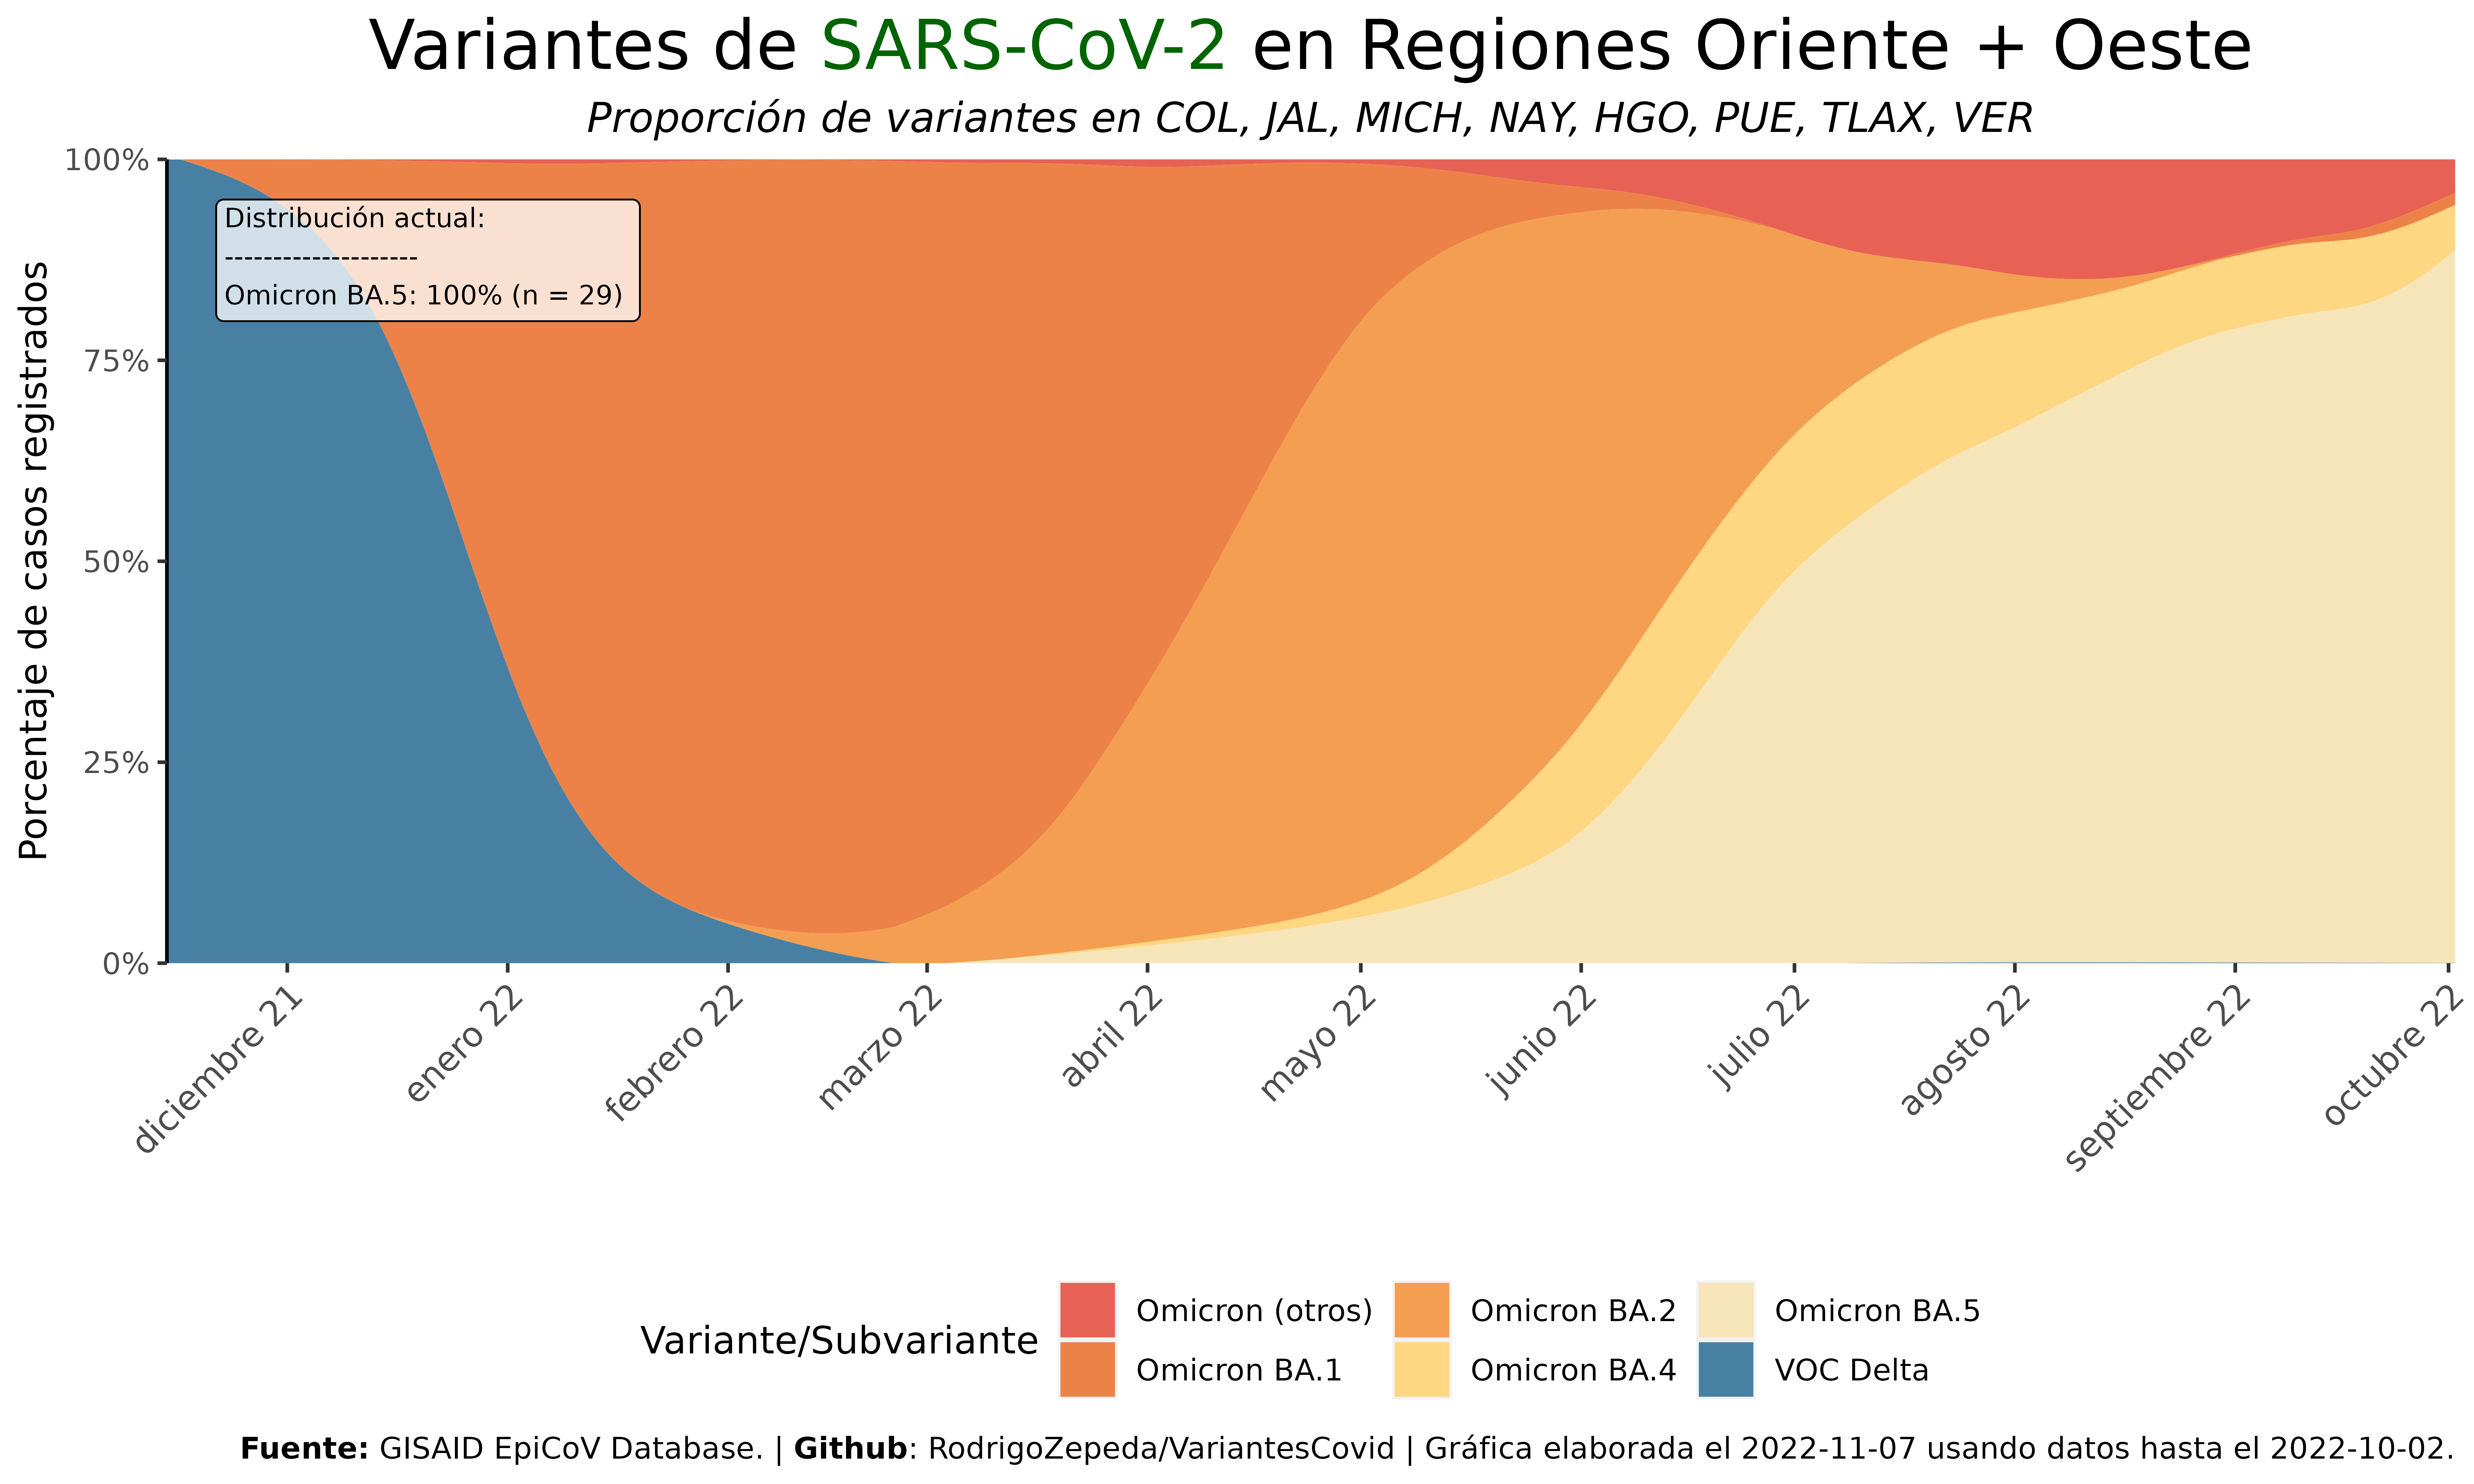 Variantes de SARS-CoV-2 en Regiones Oriente + Oeste
Proporción de variantes en COL, JAL, MICH, NAY, HGO, PUE, TLAX, VER
Porcentaje de casos registrados
100%
75%
50%
25%
0%
Distribución actual:
--------------------
Omicron BA.5: 100% (n = 29)
diciembre 21
enero 22
febrero 22
marzo 22
abril 22
mayo 22
junio 22
julio 22
agosto 22
septiembre 22
octubre 22
Variante/Subvariante
Omicron (otros)
Omicron BA.1
Omicron BA.2
Omicron BA.4
Omicron BA.5
VOC Delta
Fuente: GISAID EpiCoV Database. | Github: RodrigoZepeda/VariantesCovid | Gráfica elaborada el 2022-11-07 usando datos hasta el 2022-10-02.